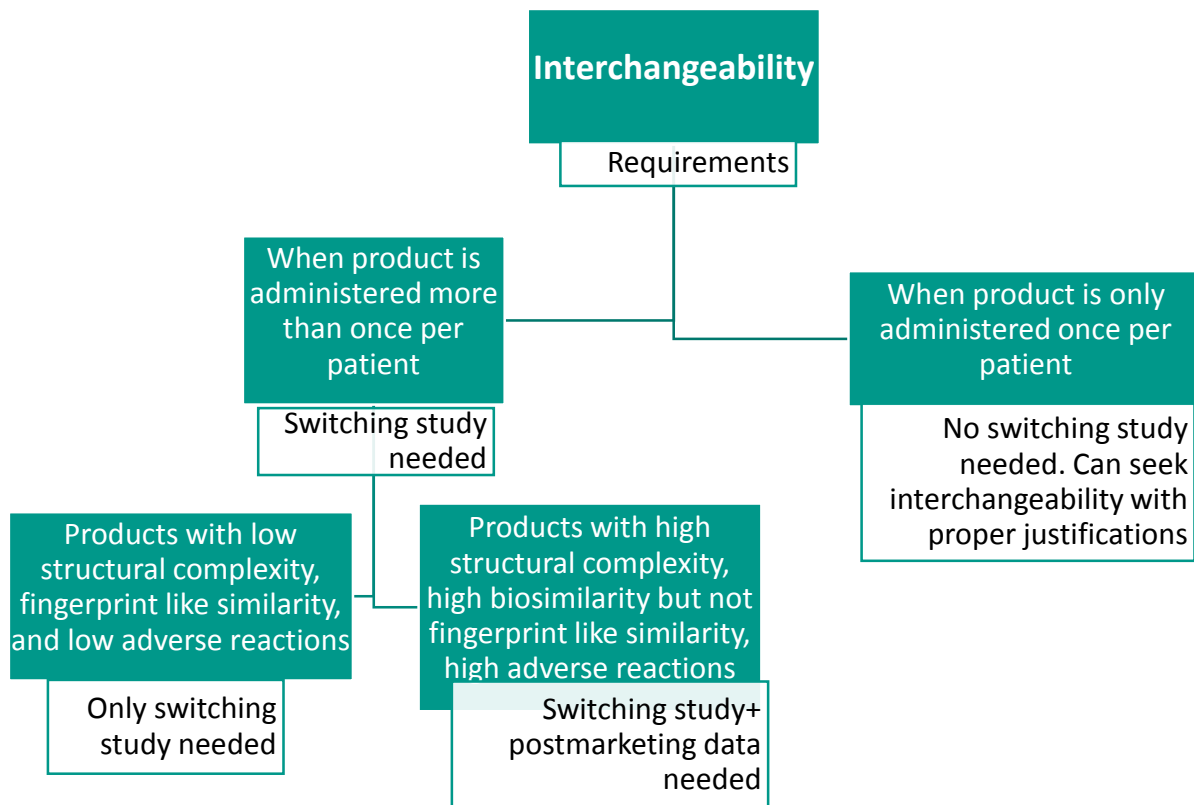 Interchangeability
Requirements
When product is
administered more
than once per
patient
Switching study
needed
When product is only
administered once per
patient
No switching study
needed. Can seek
interchangeability with
proper justifications
Products with low
structural complexity,
fingerprint like similarity,
and low adverse reactions
Only switching
study needed
Products with high
structural complexity,
high biosimilarity but not
fingerprint like similarity,
high adverse reactions
Switching study+
postmarketing data
needed